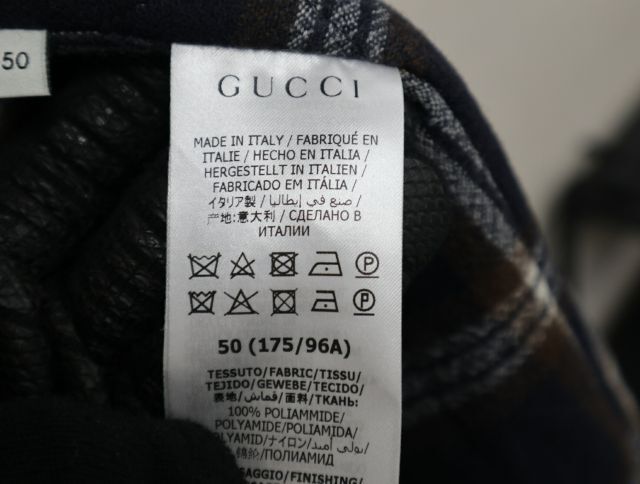 50
GUCCI
MADE IN ITALY / FABRIQUÉ EN
ITALIE / HECHO EN ITALIA /
HERGESTELLT IN ITALIEN /
FABRICADO EM ITÁLIA /
イタリア製 / صنع في إيطاليا /
产地:意大利 / СДЕЛАНО В
ИТАЛИИ
50 (175/96A)
TESSUTO/FABRIC/TISSU/
TEJIDO/GEWEBE/TECIDO/
表地/قماش/面料/ТКАНЬ:
100% POLIAMMIDE/
POLYAMIDE/POLIAMIDA/
POLYAMID/ナイロン/بولي أميد/
锦纶/ПОЛИАМИД
FINISHING/